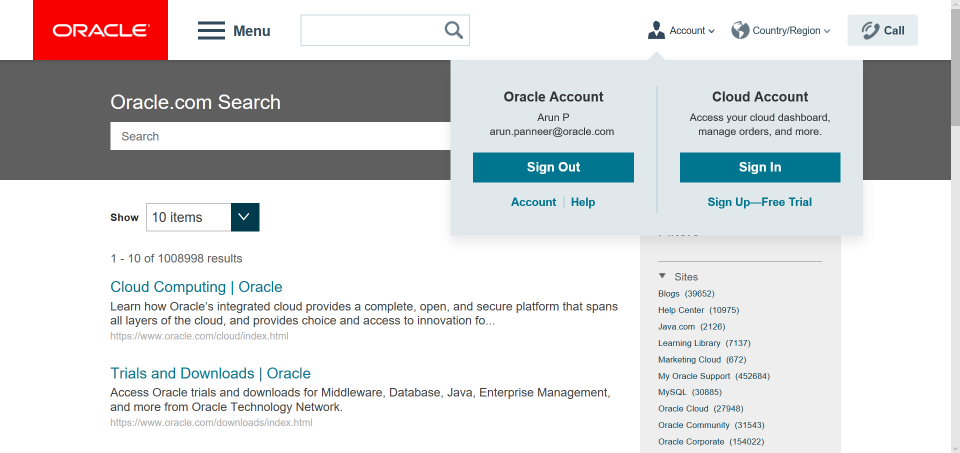 ORACLE
Menu
Account
Country/Region
Call
Oracle Account
Arun P
arun.panneer@oracle.com
Sign Out
Account | Help
Cloud Account
Access your cloud dashboard,
manage orders, and more.
Sign In
Sign Up—Free Trial
Oracle.com Search
Search
Show
10 items
1 - 10 of 1008998 results
Cloud Computing | Oracle
Learn how Oracle's integrated cloud provides a complete, open, and secure platform that spans
all layers of the cloud, and provides choice and access to innovation fo...
https://www.oracle.com/cloud/index.html
Trials and Downloads | Oracle
Access Oracle trials and downloads for Middleware, Database, Java, Enterprise Management,
and more from Oracle Technology Network.
https://www.oracle.com/downloads/index.html
Sites
Blogs (39652)
Help Center (10975)
Java.com (2126)
Learning Library (7137)
Marketing Cloud (672)
My Oracle Support (452684)
MySQL (30885)
Oracle Cloud (27948)
Oracle Community (31543)
Oracle Corporate (154022)